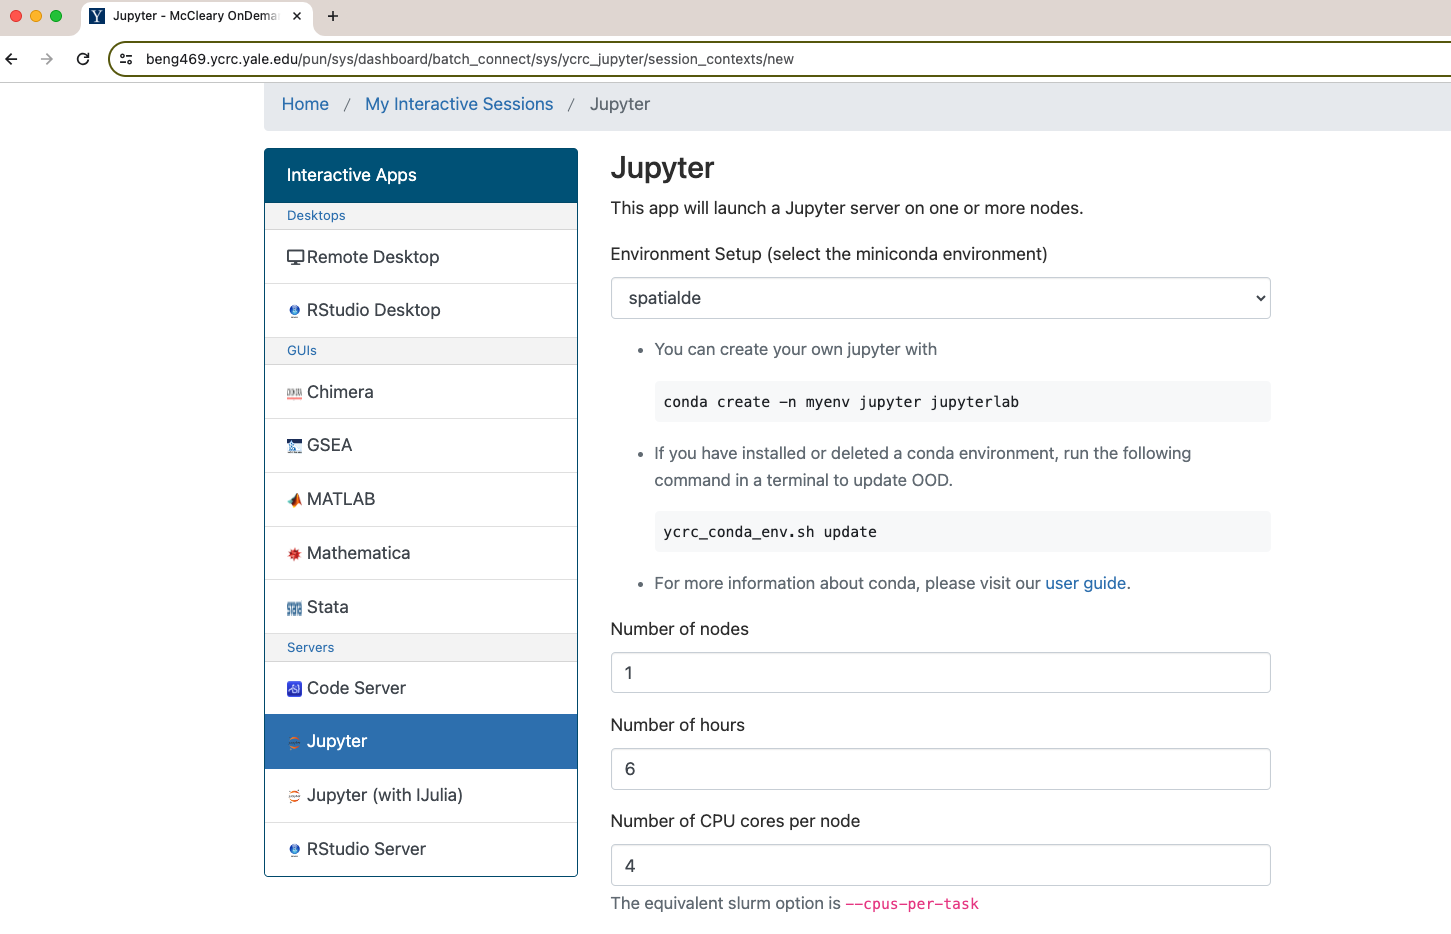 Jupyter - McCleary OnDema
beng469.ycrc.yale.edu/pun/sys/dashboard/batch_connect/sys/ycrc_jupyter/session_contexts/new
Home / My Interactive Sessions / Jupyter
Interactive Apps
Desktops
Remote Desktop
RStudio Desktop
GUIs
Chimera
GSEA
MATLAB
Mathematica
Stata
Servers
Code Server
Jupyter
Jupyter (with IJulia)
RStudio Server
Jupyter
This app will launch a Jupyter server on one or more nodes.
Environment Setup (select the miniconda environment)
spatialde
You can create your own jupyter with
conda create -n myenv jupyter jupyterlab
If you have installed or deleted a conda environment, run the following
command in a terminal to update OOD.
ycrc_conda_env.sh update
For more information about conda, please visit our user guide.
Number of nodes
1
Number of hours
6
Number of CPU cores per node
4
The equivalent slurm option is --cpus-per-task